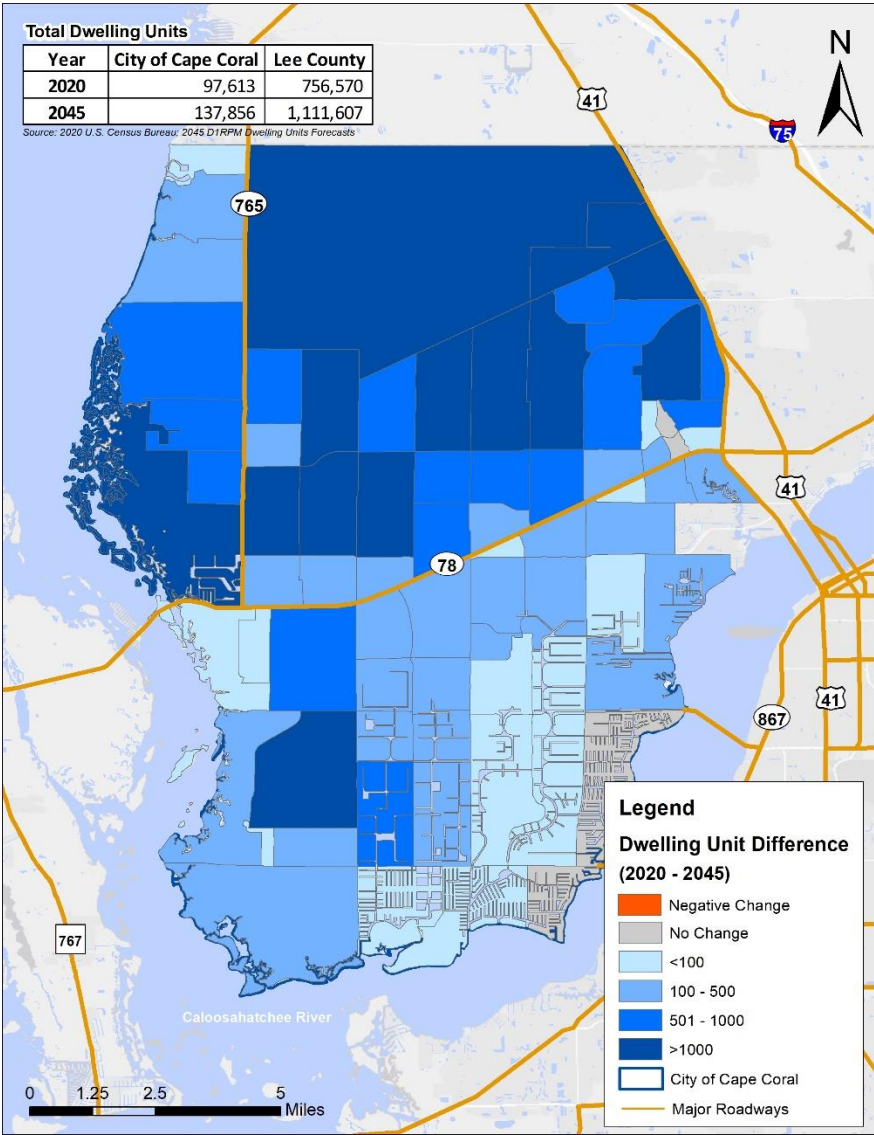 Total Dwelling Units
Year City of Cape Coral Lee County
2020 97,613 756,570
2045 137,856 1,111,607
Source: 2020 U.S. Census Bureau; 2045 D1RPM Dwelling Units Forecasts
N
41
75
765
41
78
41
867
767
Caloosahatchee River
0 1.25 2.5 5
Miles
Legend
Dwelling Unit Difference
(2020 - 2045)
Negative Change
No Change
<100
100 - 500
501 - 1000
>1000
City of Cape Coral
Major Roadways